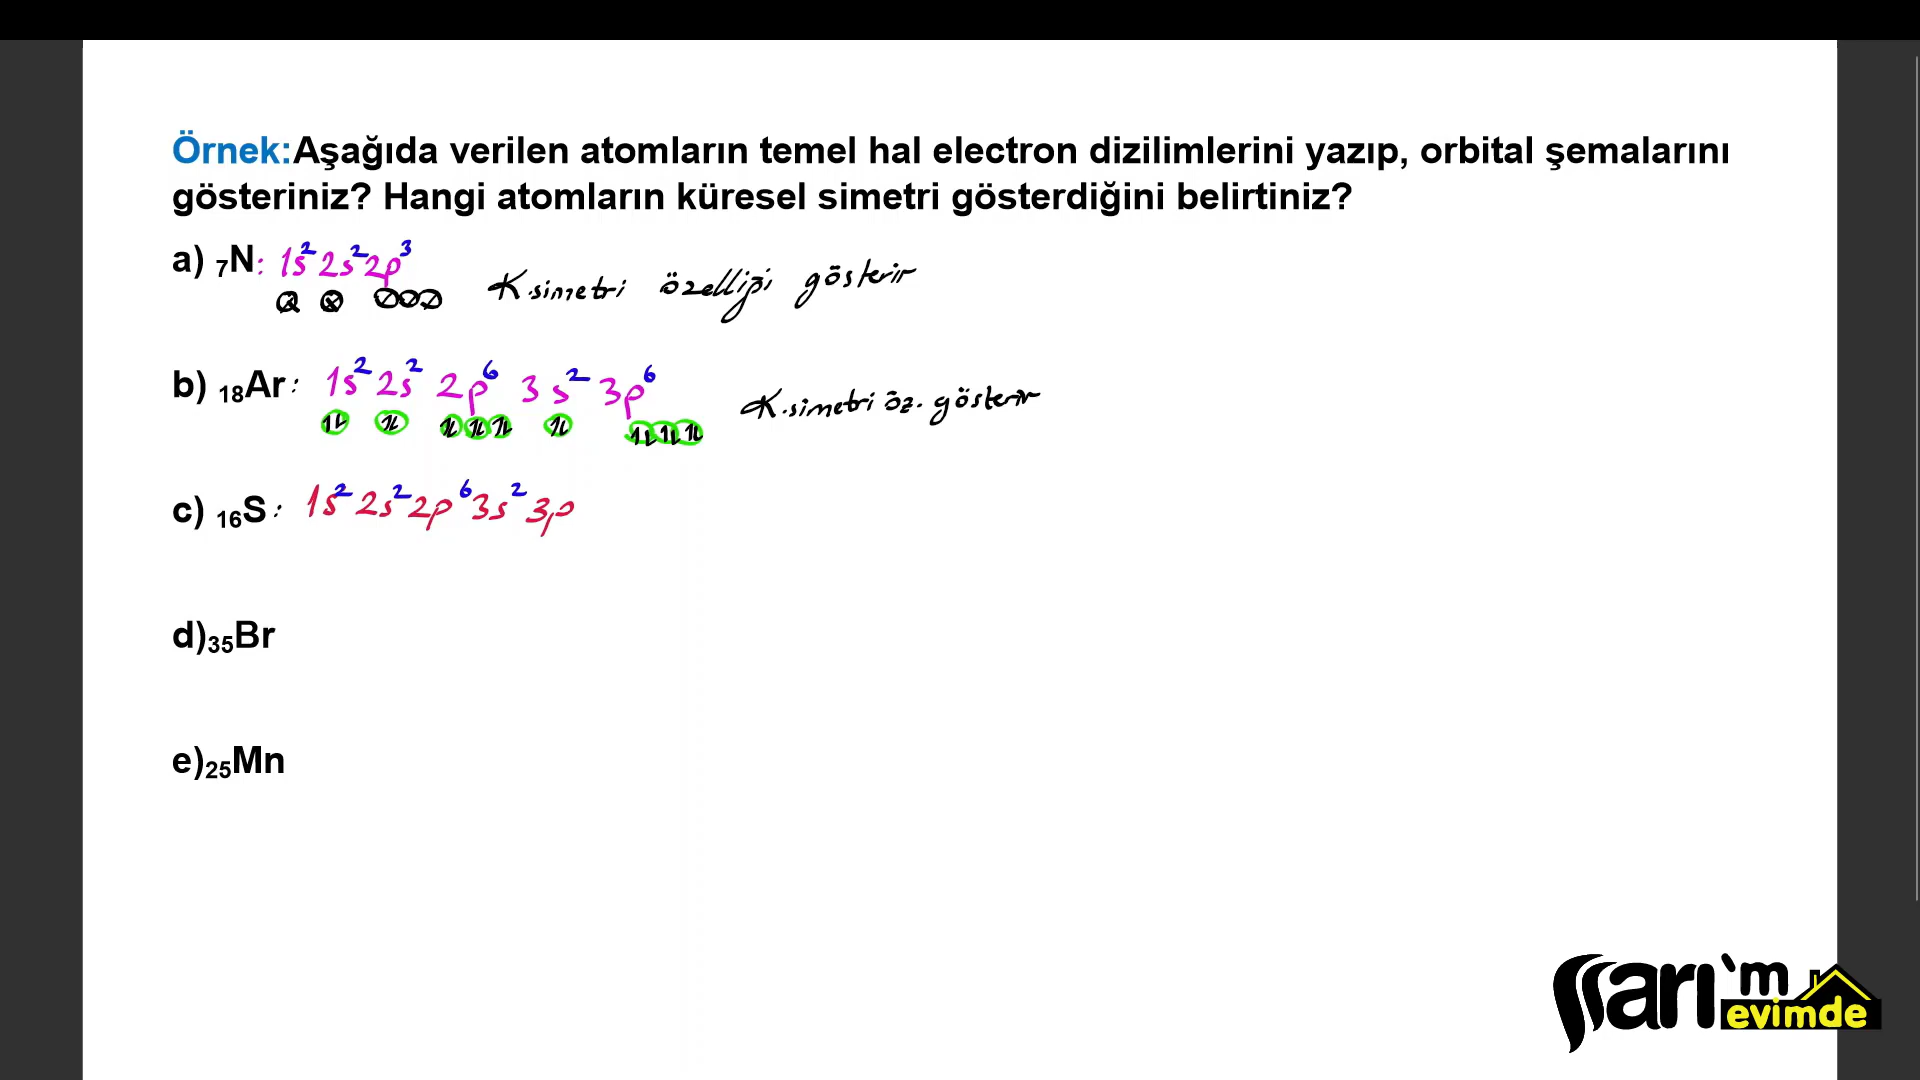 Örnek:Aşağıda verilen atomların temel hal electron dizilimlerini yazıp, orbital şemalarını
gösteriniz? Hangi atomların küresel simetri gösterdiğini belirtiniz?
a) ₇N: 1s² 2s² 2p³
K.simetri özelliği gösterir
b) ₁₈Ar: 1s² 2s² 2p⁶ 3s² 3p⁶
K.simetri öz. gösterir
c) ₁₆S: 1s² 2s² 2p⁶ 3s² 3p
d)₃₅Br
e)₂₅Mn
sarı'm
evimde